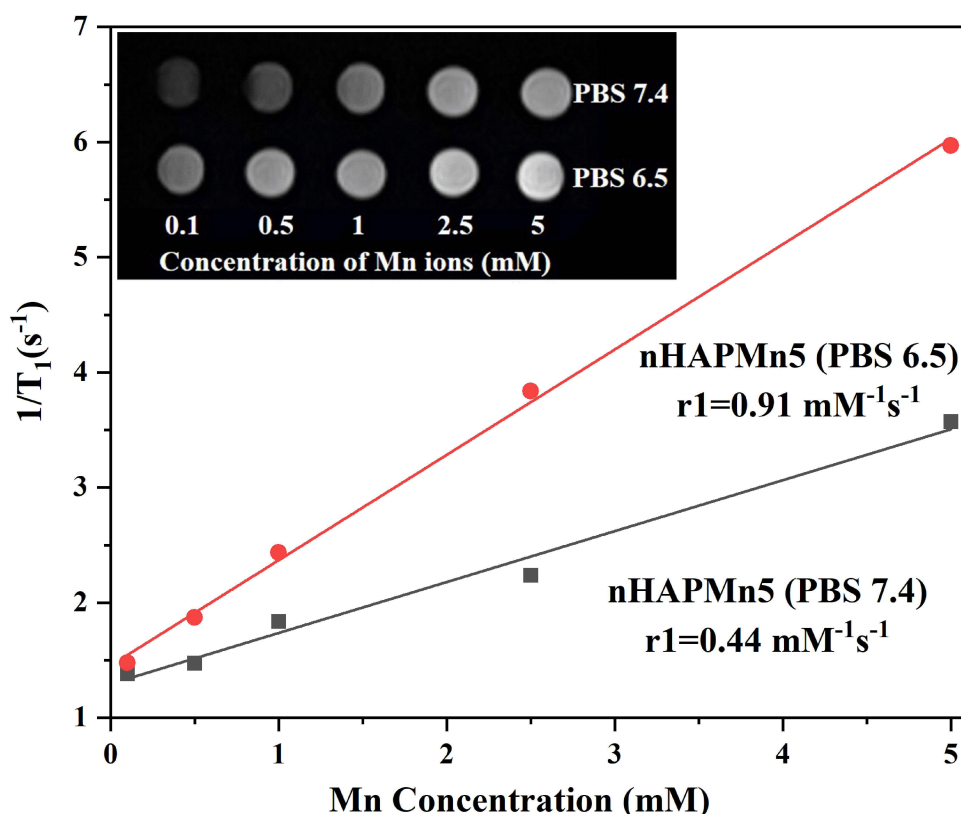 7
6
5
4
3
2
1
0
1
2
3
4
5
1/T₁(s⁻¹)
Mn Concentration (mM)
PBS 7.4
PBS 6.5
0.1 0.5 1 2.5 5
Concentration of Mn ions (mM)
nHAPMn5 (PBS 6.5)
r1=0.91 mM⁻¹s⁻¹
nHAPMn5 (PBS 7.4)
r1=0.44 mM⁻¹s⁻¹